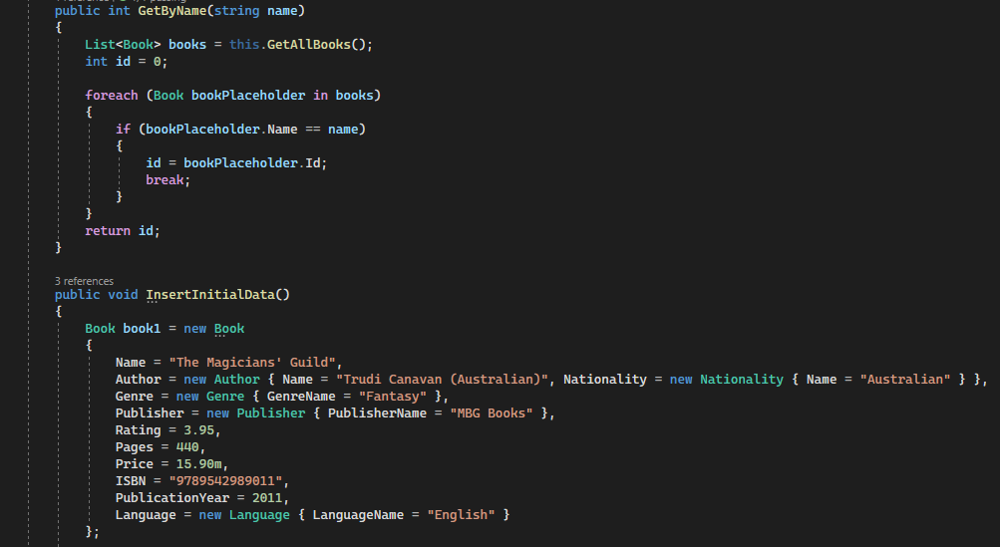 public int GetByName(string name)
{
List<Book> books = this.GetAllBooks();
int id = 0;
foreach (Book bookPlaceholder in books)
{
if (bookPlaceholder.Name == name)
{
id = bookPlaceholder.Id;
break;
}
}
return id;
}
3 references
public void InsertInitialData()
{
Book book1 = new Book
{
Name = "The Magicians' Guild",
Author = new Author { Name = "Trudi Canavan (Australian)", Nationality = new Nationality { Name = "Australian" } },
Genre = new Genre { GenreName = "Fantasy" },
Publisher = new Publisher { PublisherName = "MBG Books" },
Rating = 3.95,
Pages = 440,
Price = 15.90m,
ISBN = "9789542989011",
PublicationYear = 2011,
Language = new Language { LanguageName = "English" }
};